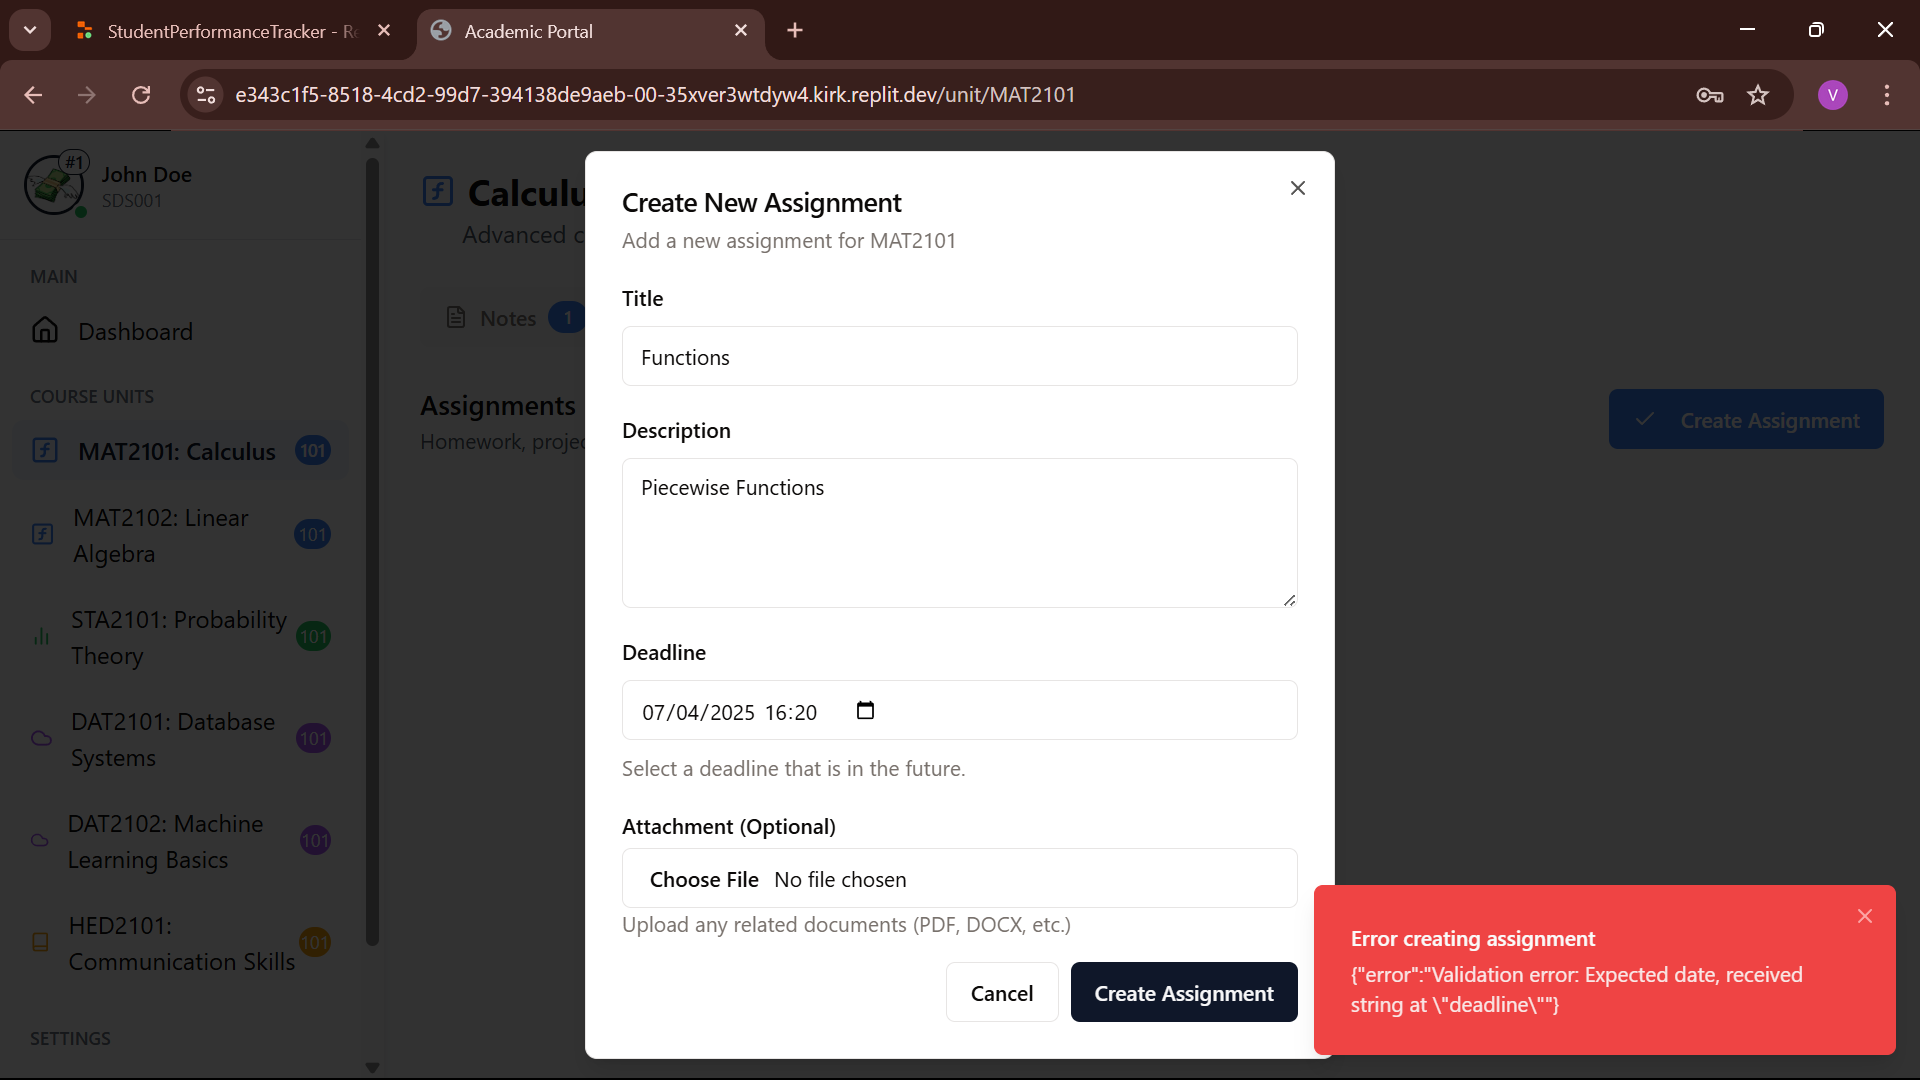 StudentPerformanceTracker - Re
Academic Portal
e343c1f5-8518-4cd2-99d7-394138de9aeb-00-35xver3wtdyw4.kirk.replit.dev/unit/MAT2101
V
#1
John Doe
SDS001
MAIN
Dashboard
COURSE UNITS
MAT2101: Calculus 101
MAT2102: Linear
Algebra
101
STA2101: Probability
Theory
101
DAT2101: Database
Systems
101
DAT2102: Machine
Learning Basics
101
HED2101:
Communication Skills
101
SETTINGS
Calculu
Advanced c
Notes 1
Assignments
Homework, projec
Create Assignment
Create New Assignment
Add a new assignment for MAT2101
Title
Functions
Description
Piecewise Functions
Deadline
07/04/2025 16:20
Select a deadline that is in the future.
Attachment (Optional)
Choose File No file chosen
Upload any related documents (PDF, DOCX, etc.)
Cancel
Create Assignment
Error creating assignment
{"error":"Validation error: Expected date, received
string at \"deadline\""}